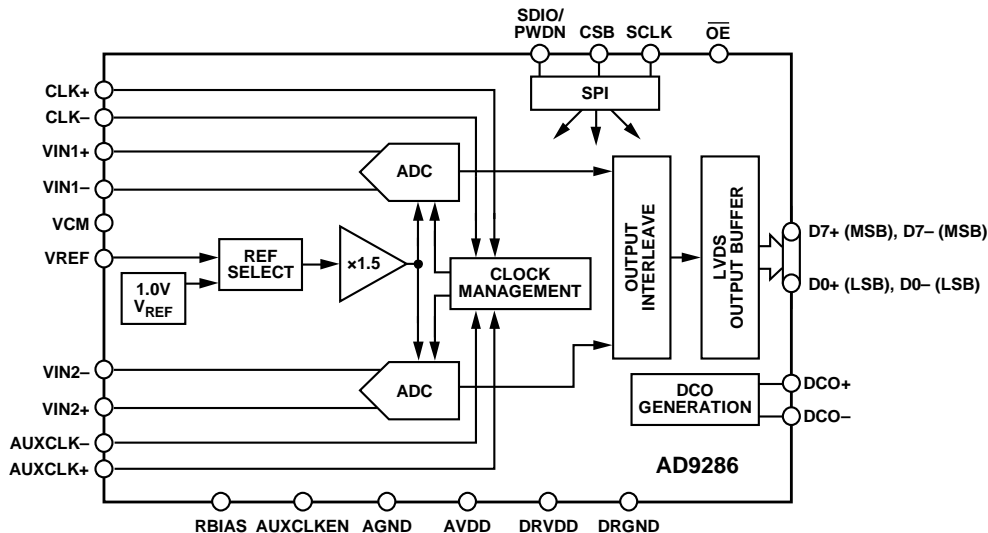 SDIO/
PWDN
CSB
SCLK
OE
CLK+
CLK–
VIN1+
VIN1–
VCM
VREF
VIN2–
VIN2+
AUXCLK–
AUXCLK+
SPI
ADC
REF
SELECT
×1.5
1.0V
VREF
CLOCK
MANAGEMENT
ADC
OUTPUT
INTERLEAVE
LVDS
OUTPUT BUFFER
D7+ (MSB), D7– (MSB)
D0+ (LSB), D0– (LSB)
DCO
GENERATION
DCO+
DCO–
AD9286
RBIAS
AUXCLKEN
AGND
AVDD
DRVDD
DRGND